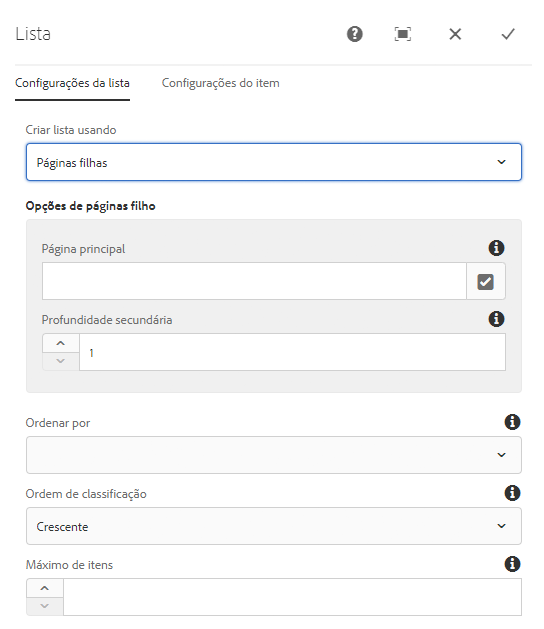 Lista
Configurações da lista
Configurações do item
Criar lista usando
Páginas filhas
Opções de páginas filho
Página principal
Profundidade secundária
1
Ordenar por
Ordem de classificação
Crescente
Máximo de itens